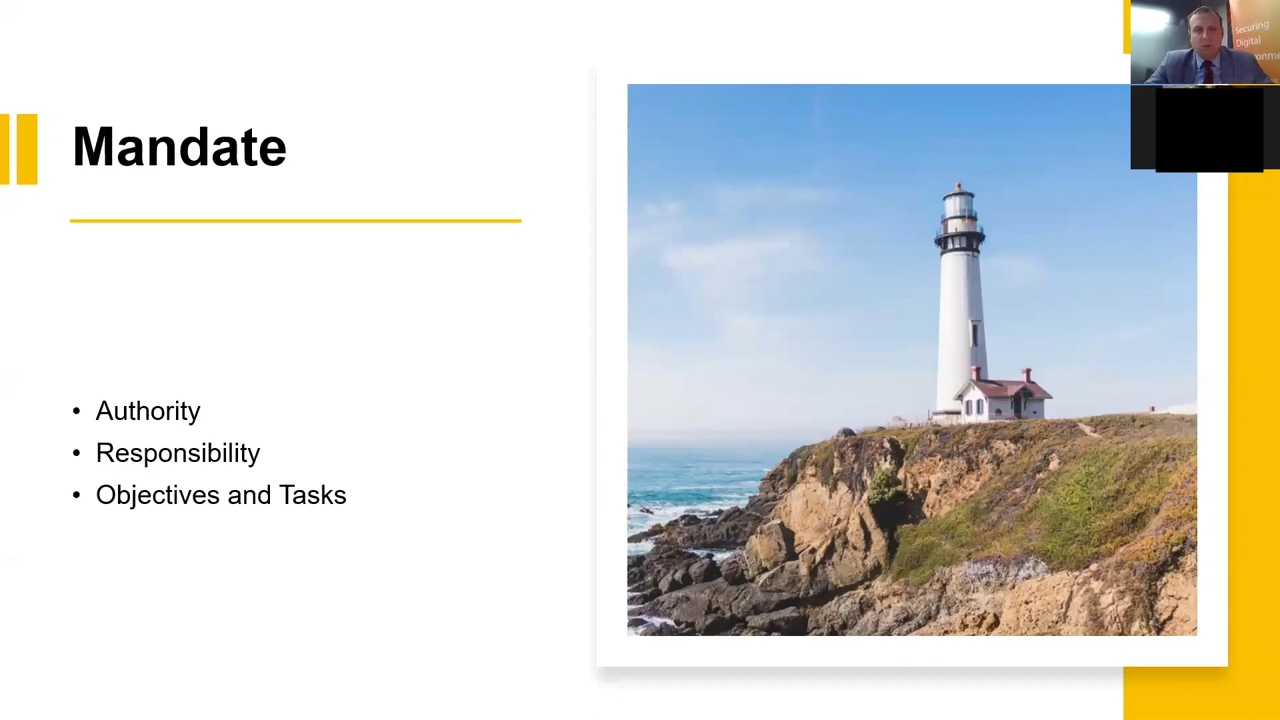 Mandate
• Authority
• Responsibility
• Objectives and Tasks
Securing
Digital